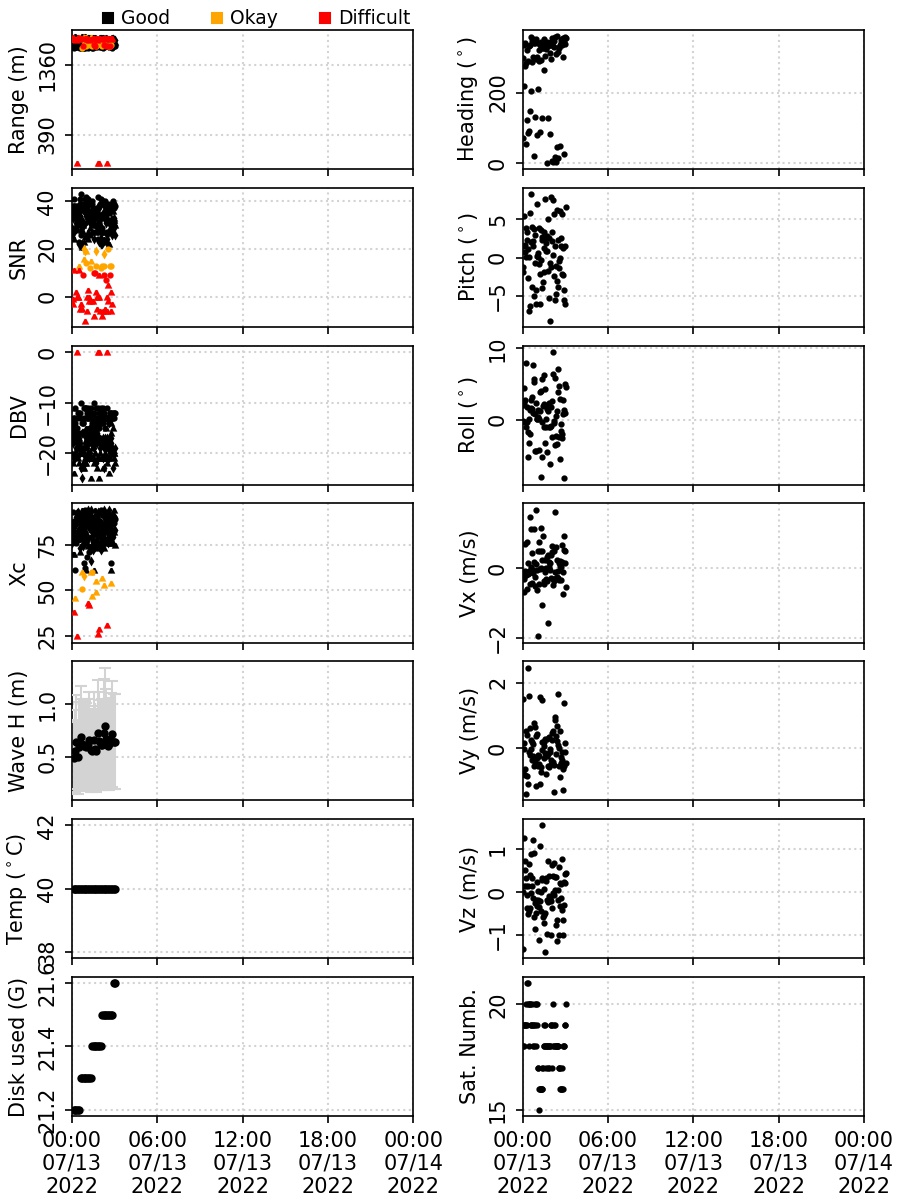 Good Okay Difficult
Range (m)
1360
390
Heading (°)
200
0
SNR
40
20
0
Pitch (°)
5
0
−5
DBV
0
−10
−20
Roll (°)
10
0
Xc
75
50
25
Vx (m/s)
0
−2
Wave H (m)
1.0
0.5
Vy (m/s)
2
0
Temp (°C)
42
40
38
Vz (m/s)
1
0
−1
Disk used (G)
21.6
21.4
21.2
Sat. Numb.
20
15
00:00 06:00 12:00 18:00 00:00 00:00 06:00 12:00 18:00 00:00
07/13 07/13 07/13 07/13 07/14 07/13 07/13 07/13 07/13 07/14
2022 2022 2022 2022 2022 2022 2022 2022 2022 2022